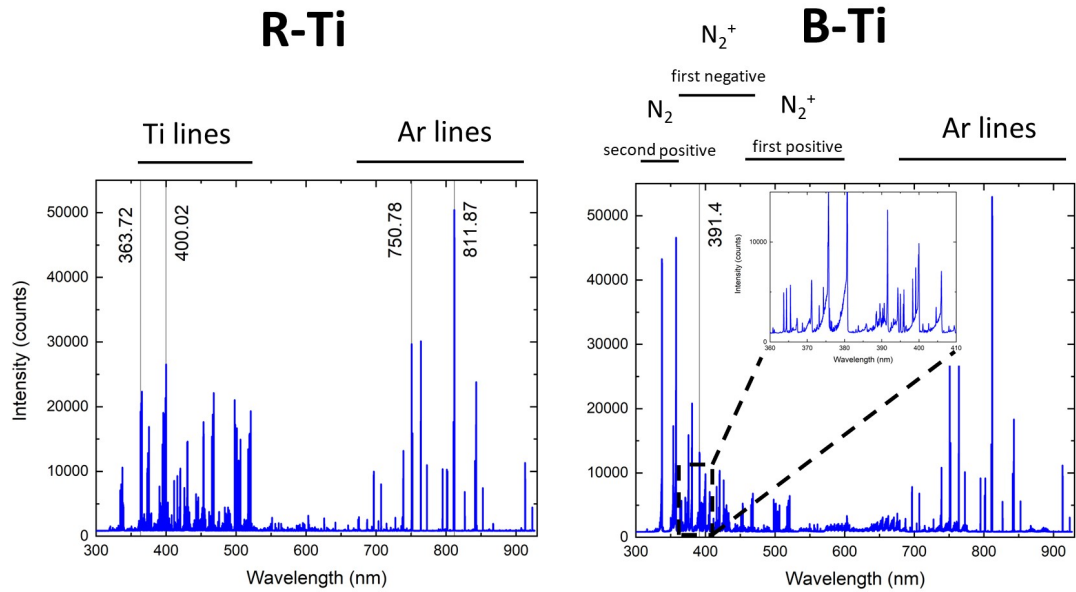 R-Ti
Ti lines
Ar lines
363.72
400.02
750.78
811.87
50000
40000
30000
20000
10000
0
300 400 500 600 700 800 900
Intensity (counts)
Wavelength (nm)
B-Ti
N₂⁺
first negative
N₂
second positive
N₂⁺
first positive
Ar lines
391.4
50000
40000
30000
20000
10000
0
300 400 500 600 700 800 900
Wavelength (nm)
10000
0
360 370 380 390 400 410
Intensity (counts)
Wavelength (nm)